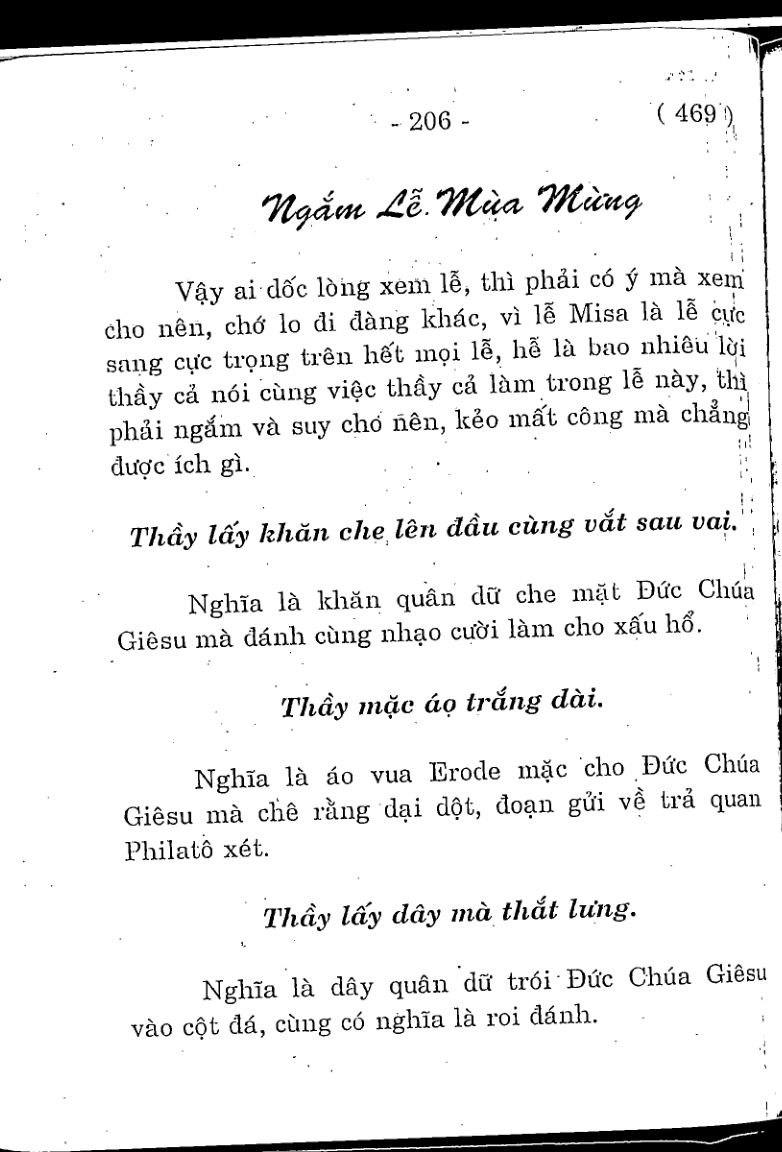 - 206 -
( 469 )
Ngắm Lễ Mùa Mừng
Vậy ai dốc lòng xem lễ, thì phải có ý mà xem
cho nên, chớ lo đi đàng khác, vì lễ Misa là lễ cực
sang cực trọng trên hết mọi lễ, hễ là bao nhiêu lời
thầy cả nói cùng việc thầy cả làm trong lễ này, thì
phải ngắm và suy cho nên, kẻo mất công mà chẳng
được ích gì.
Thầy lấy khăn che lên đầu cùng vắt sau vai.
Nghĩa là khăn quân dữ che mặt Đức Chúa
Giêsu mà đánh cùng nhạo cười làm cho xấu hổ.
Thầy mặc áo trắng dài.
Nghĩa là áo vua Erode mặc cho Đức Chúa
Giêsu mà chê rằng dại dột, đoạn gửi về trả quan
Philatô xét.
Thầy lấy dây mà thắt lưng.
Nghĩa là dây quân dữ trói Đức Chúa Giêsu
vào cột đá, cùng có nghĩa là roi đánh.